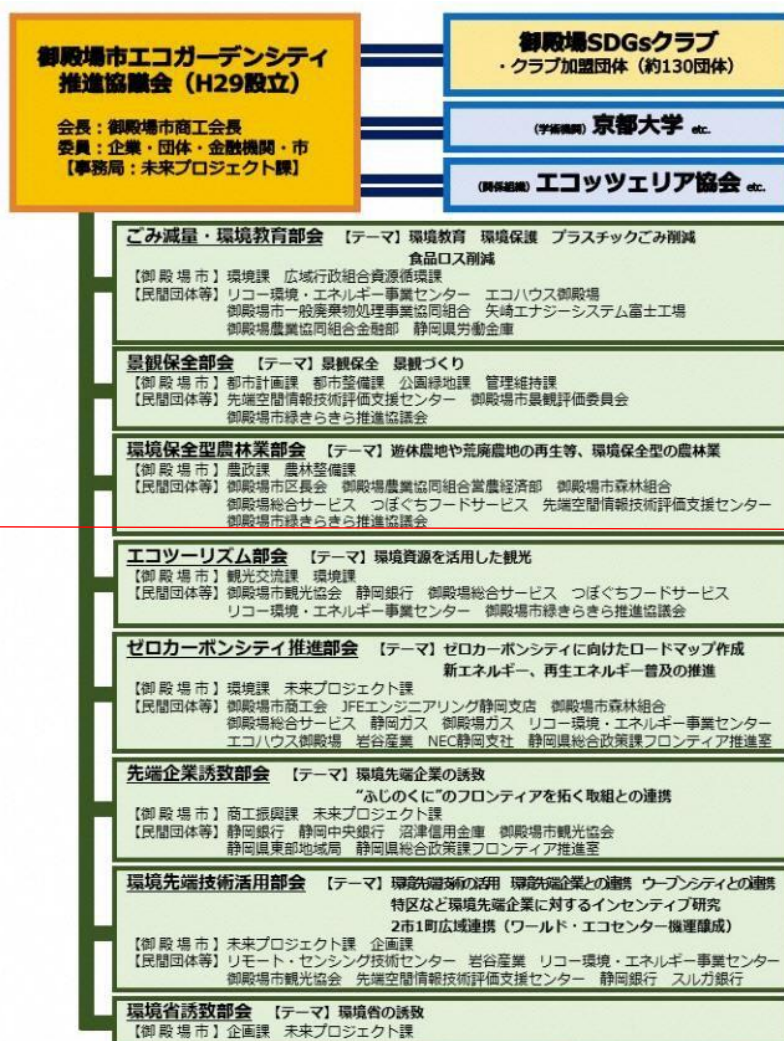 御殿場市エコガーデンシティ
推進協議会（H29設立）
会長：御殿場市商工会長
委員：企業・団体・金融機関・市
【事務局：未来プロジェクト課】
御殿場SDGsクラブ
・クラブ加盟団体（約130団体）
（学術機関）京都大学 etc.
（関係組織）エコッツェリア協会 etc.
ごみ減量・環境教育部会 【テーマ】環境教育 環境保護 プラスチックごみ削減
食品ロス削減
【御殿場市】環境課 広域行政組合資源循環課
【民間団体等】リコー環境・エネルギー事業センター エコハウス御殿場
御殿場市一般廃棄物処理事業協同組合 矢崎エナジーシステム富士工場
御殿場農業協同組合金融部 静岡県労働金庫
景観保全部会 【テーマ】景観保全 景観づくり
【御殿場市】都市計画課 都市整備課 公園緑地課 管理維持課
【民間団体等】先端空間情報技術評価支援センター 御殿場市景観評価委員会
御殿場市緑きらきら推進協議会
環境保全型農林業部会 【テーマ】遊休農地や荒廃農地の再生等、環境保全型の農林業
【御殿場市】農政課 農林整備課
【民間団体等】御殿場市区長会 御殿場農業協同組合営農経済部 御殿場市森林組合
御殿場総合サービス つぼぐちフードサービス 先端空間情報技術評価支援センター
御殿場市緑きらきら推進協議会
エコツーリズム部会 【テーマ】環境資源を活用した観光
【御殿場市】観光交流課 環境課
【民間団体等】御殿場市観光協会 静岡銀行 御殿場総合サービス つぼぐちフードサービス
リコー環境・エネルギー事業センター 御殿場市緑きらきら推進協議会
ゼロカーボンシティ推進部会 【テーマ】ゼロカーボンシティに向けたロードマップ作成
新エネルギー、再生エネルギー普及の推進
【御殿場市】環境課 未来プロジェクト課
【民間団体等】御殿場市商工会 JFEエンジニアリング静岡支店 御殿場市森林組合
御殿場総合サービス 静岡ガス 御殿場ガス リコー環境・エネルギー事業センター
エコハウス御殿場 岩谷産業 NEC静岡支社 静岡県総合政策課フロンティア推進室
先端企業誘致部会 【テーマ】環境先端企業の誘致
“ふじのくに”のフロンティアを拓く取組との連携
【御殿場市】商工振興課 未来プロジェクト課
【民間団体等】静岡銀行 静岡中央銀行 沼津信用金庫 御殿場市観光協会
静岡県東部地域局 静岡県総合政策課フロンティア推進室
環境先端技術活用部会 【テーマ】環境先端技術の活用 環境先端企業との連携 ウーブンシティとの連携
特区など環境先端企業に対するインセンティブ研究
2市1町広域連携（ワールド・エコセンター機運醸成）
【御殿場市】未来プロジェクト課 企画課
【民間団体等】リモート・センシング技術センター 岩谷産業 リコー環境・エネルギー事業センター
御殿場市観光協会 先端空間情報技術評価支援センター 静岡銀行 スルガ銀行
環境省誘致部会 【テーマ】環境省の誘致
【御殿場市】企画課 未来プロジェクト課